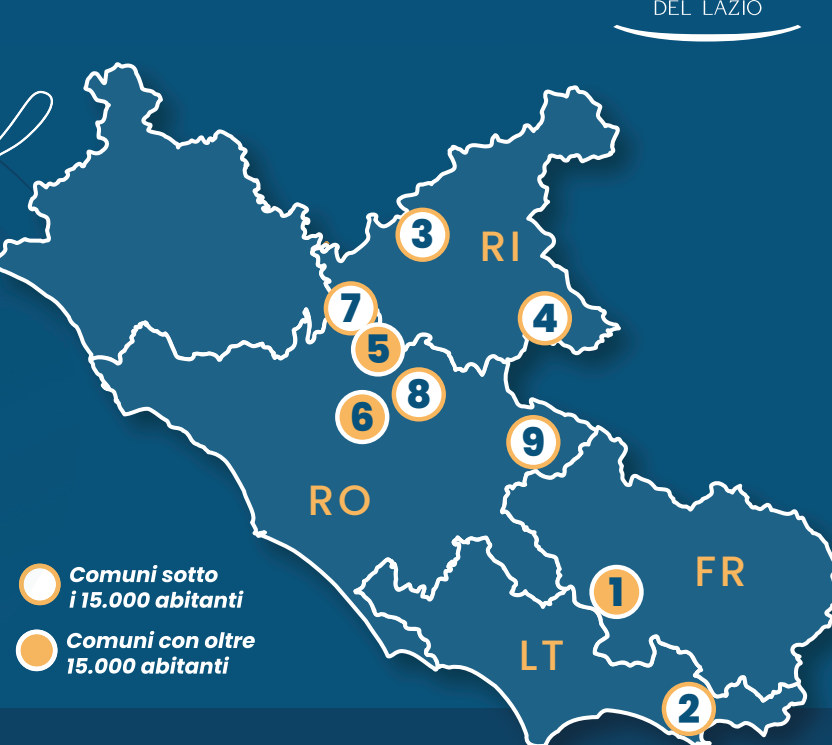 DEL LAZIO
3
RI
7
4
5
8
6
9
RO
FR
Comuni sotto
i 15.000 abitanti
1
Comuni con oltre
15.000 abitanti
LT
2